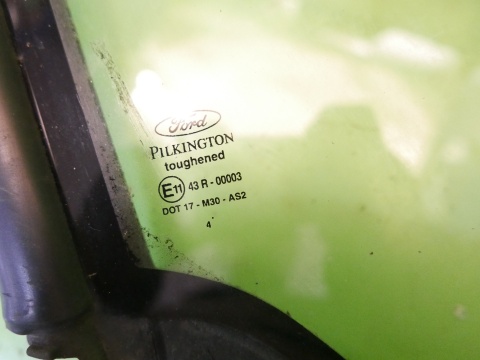 Ford
PILKINGTON
toughened
E11 43 R - 00003
DOT 17 - M30 - AS2
4